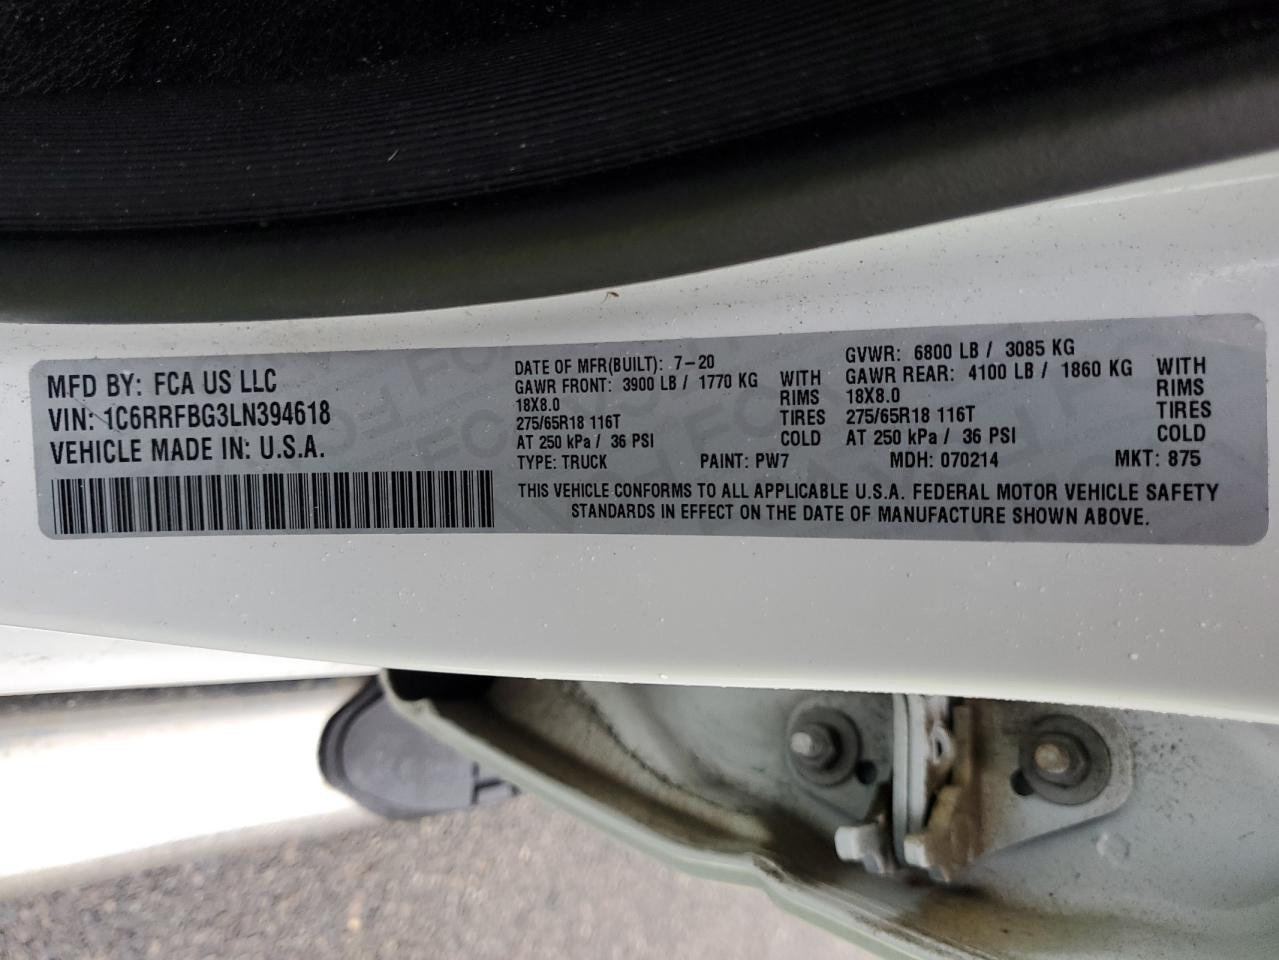 MFD BY: FCA US LLC
VIN: 1C6RRFBG3LN394618
VEHICLE MADE IN: U.S.A.
DATE OF MFR(BUILT): 7-20
GAWR FRONT: 3900 LB / 1770 KG WITH
18X8.0 RIMS
275/65R18 116T TIRES
AT 250 kPa / 36 PSI COLD
GVWR: 6800 LB / 3085 KG
GAWR REAR: 4100 LB / 1860 KG WITH
18X8.0 RIMS
275/65R18 116T TIRES
AT 250 kPa / 36 PSI COLD
TYPE: TRUCK PAINT: PW7 MDH: 070214 MKT: 875
THIS VEHICLE CONFORMS TO ALL APPLICABLE U.S.A. FEDERAL MOTOR VEHICLE SAFETY
STANDARDS IN EFFECT ON THE DATE OF MANUFACTURE SHOWN ABOVE.